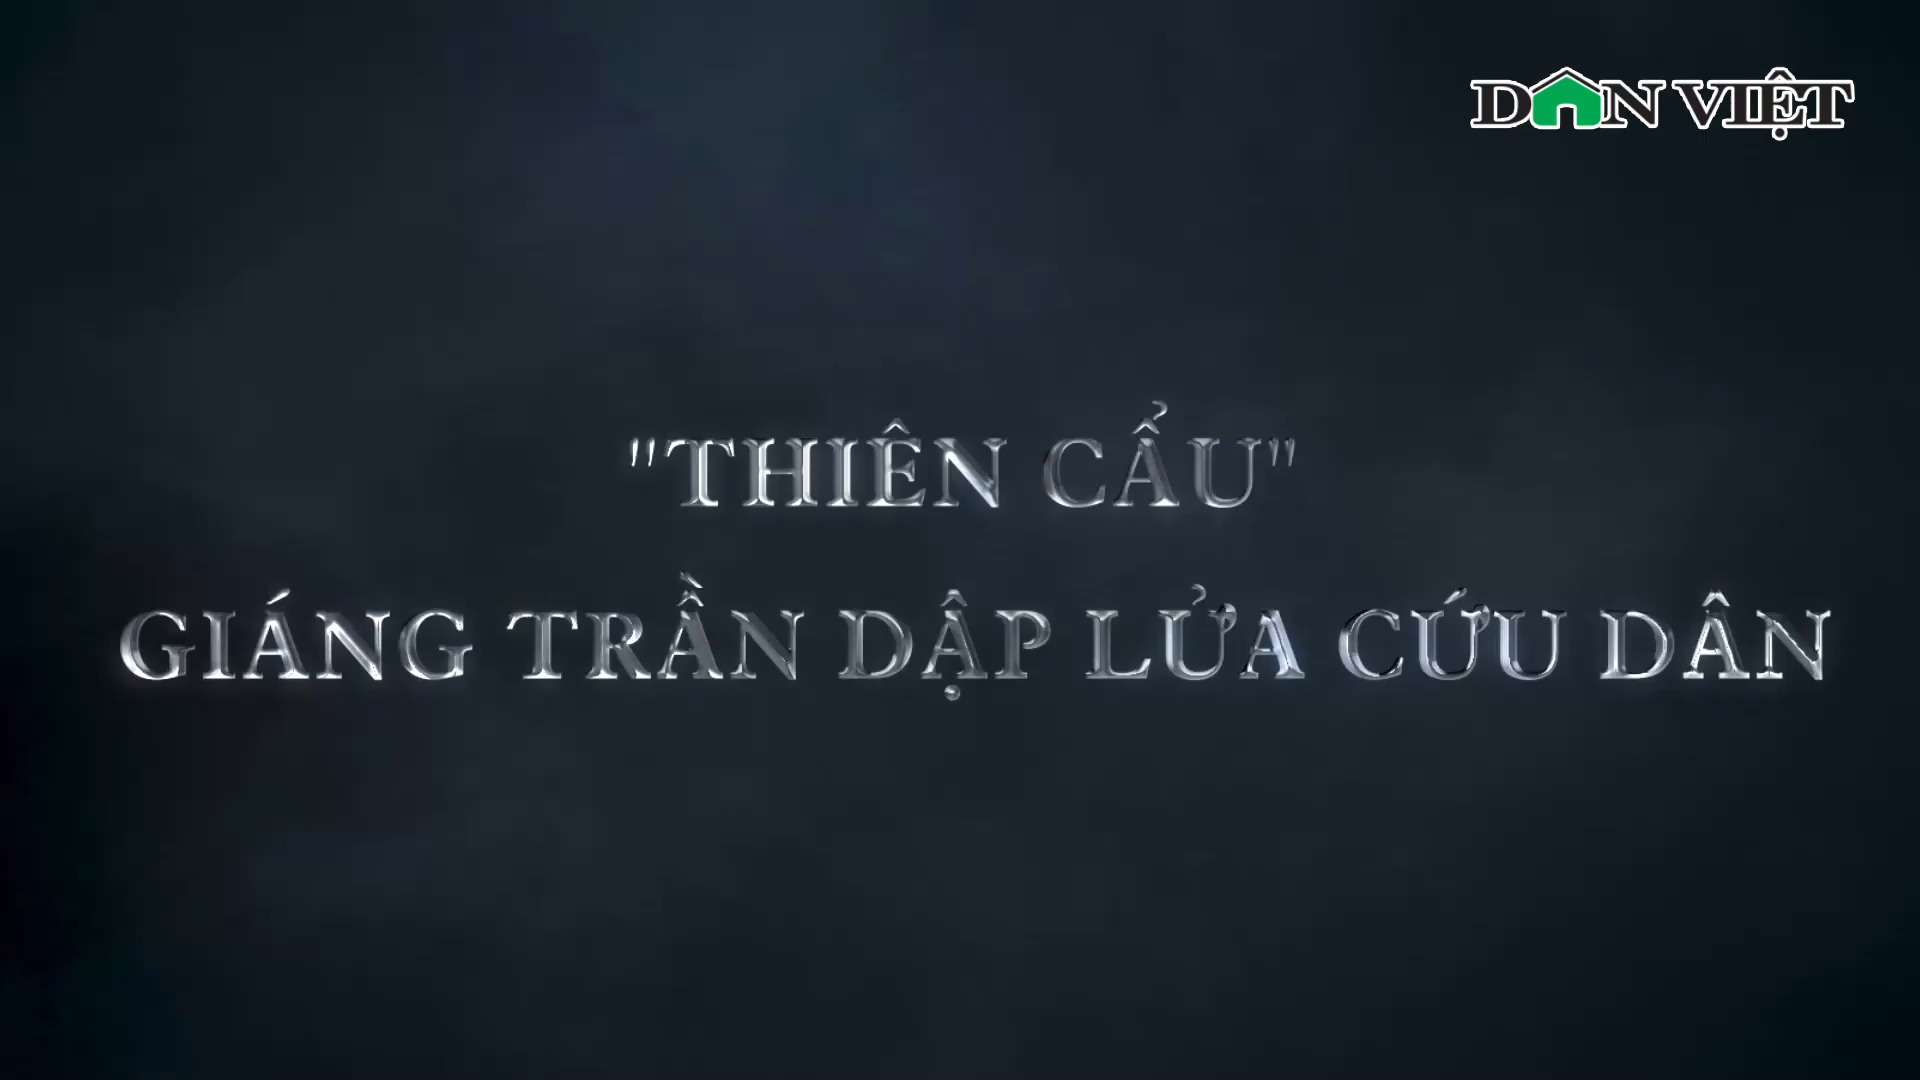 DÂN VIỆT
"THIÊN CẨU"
GIÁNG TRẦN DẬP LỬA CỨU DÂN